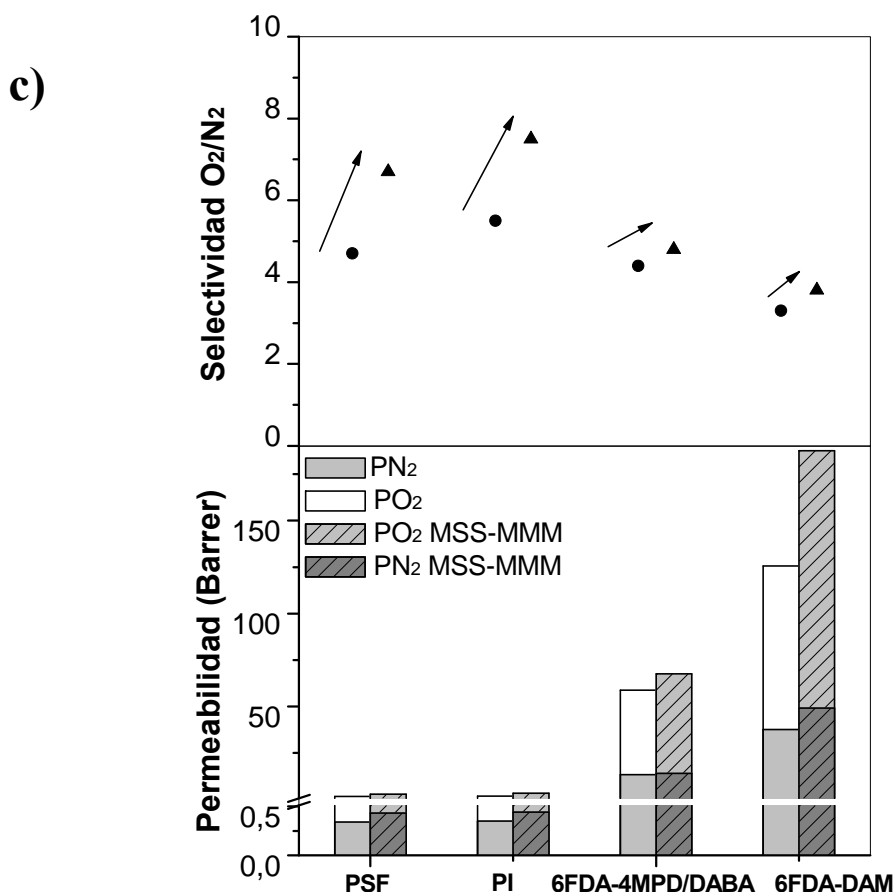 c)
Selectividad O2/N2
10
8
6
4
2
0
PN2
PO2
PO2 MSS-MMM
PN2 MSS-MMM
Permeabilidad (Barrer)
150
100
50
0,5
0,0
PSF PI 6FDA-4MPD/DABA 6FDA-DAM